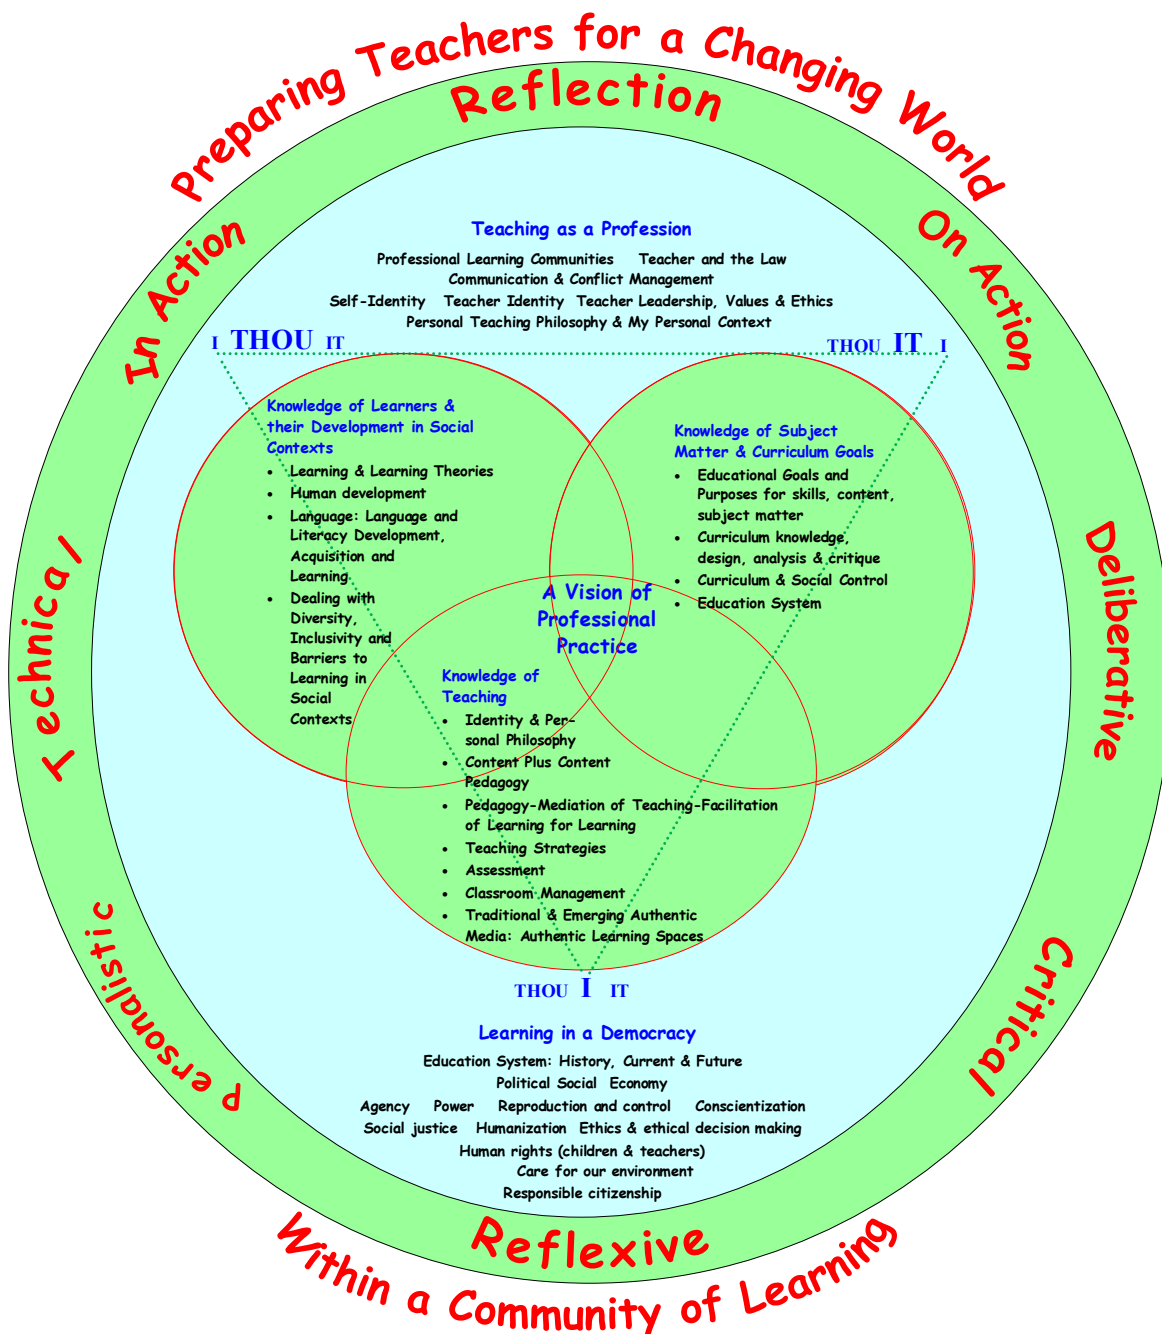 Preparing Teachers for a Changing World
Reflection
In Action
On Action
Technical
Deliberative
Personalistic
Critical
Reflexive
Within a Community of Learning
Teaching as a Profession
Professional Learning Communities Teacher and the Law
Communication & Conflict Management
Self-Identity Teacher Identity Teacher Leadership, Values & Ethics
Personal Teaching Philosophy & My Personal Context
I THOU IT
THOU IT I
Knowledge of Learners &
their Development in Social
Contexts
• Learning & Learning Theories
• Human development
• Language: Language and
Literacy Development,
Acquisition and
Learning
• Dealing with
Diversity,
Inclusivity and
Barriers to
Learning in
Social
Contexts
Knowledge of Subject
Matter & Curriculum Goals
• Educational Goals and
Purposes for skills, content,
subject matter
• Curriculum knowledge,
design, analysis & critique
• Curriculum & Social Control
• Education System
A Vision of
Professional
Practice
Knowledge of
Teaching
• Identity & Per-
sonal Philosophy
• Content Plus Content
Pedagogy
• Pedagogy-Mediation of Teaching-Facilitation
of Learning for Learning
• Teaching Strategies
• Assessment
• Classroom Management
• Traditional & Emerging Authentic
Media: Authentic Learning Spaces
THOU I IT
Learning in a Democracy
Education System: History, Current & Future
Political Social Economy
Agency Power Reproduction and control Conscientization
Social justice Humanization Ethics & ethical decision making
Human rights (children & teachers)
Care for our environment
Responsible citizenship